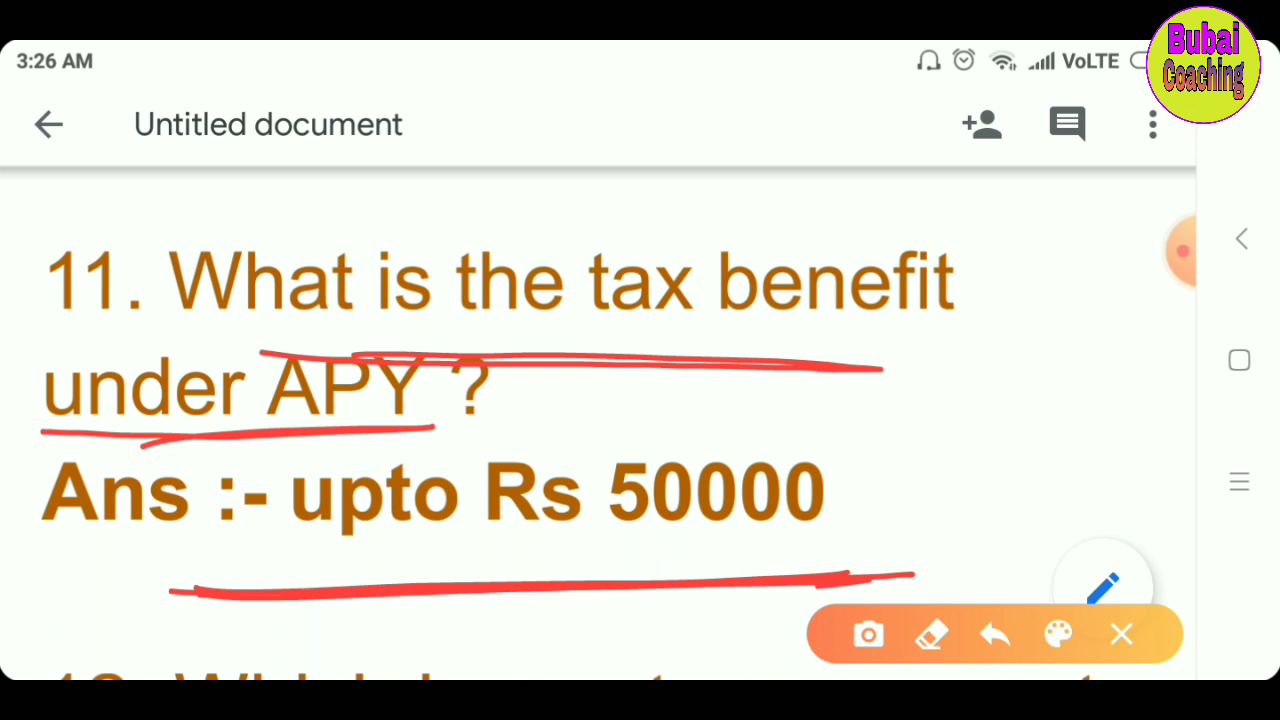 Bubai
Coaching
3:26 AM VoLTE
Untitled document
11. What is the tax benefit
under APY ?
Ans :- upto Rs 50000